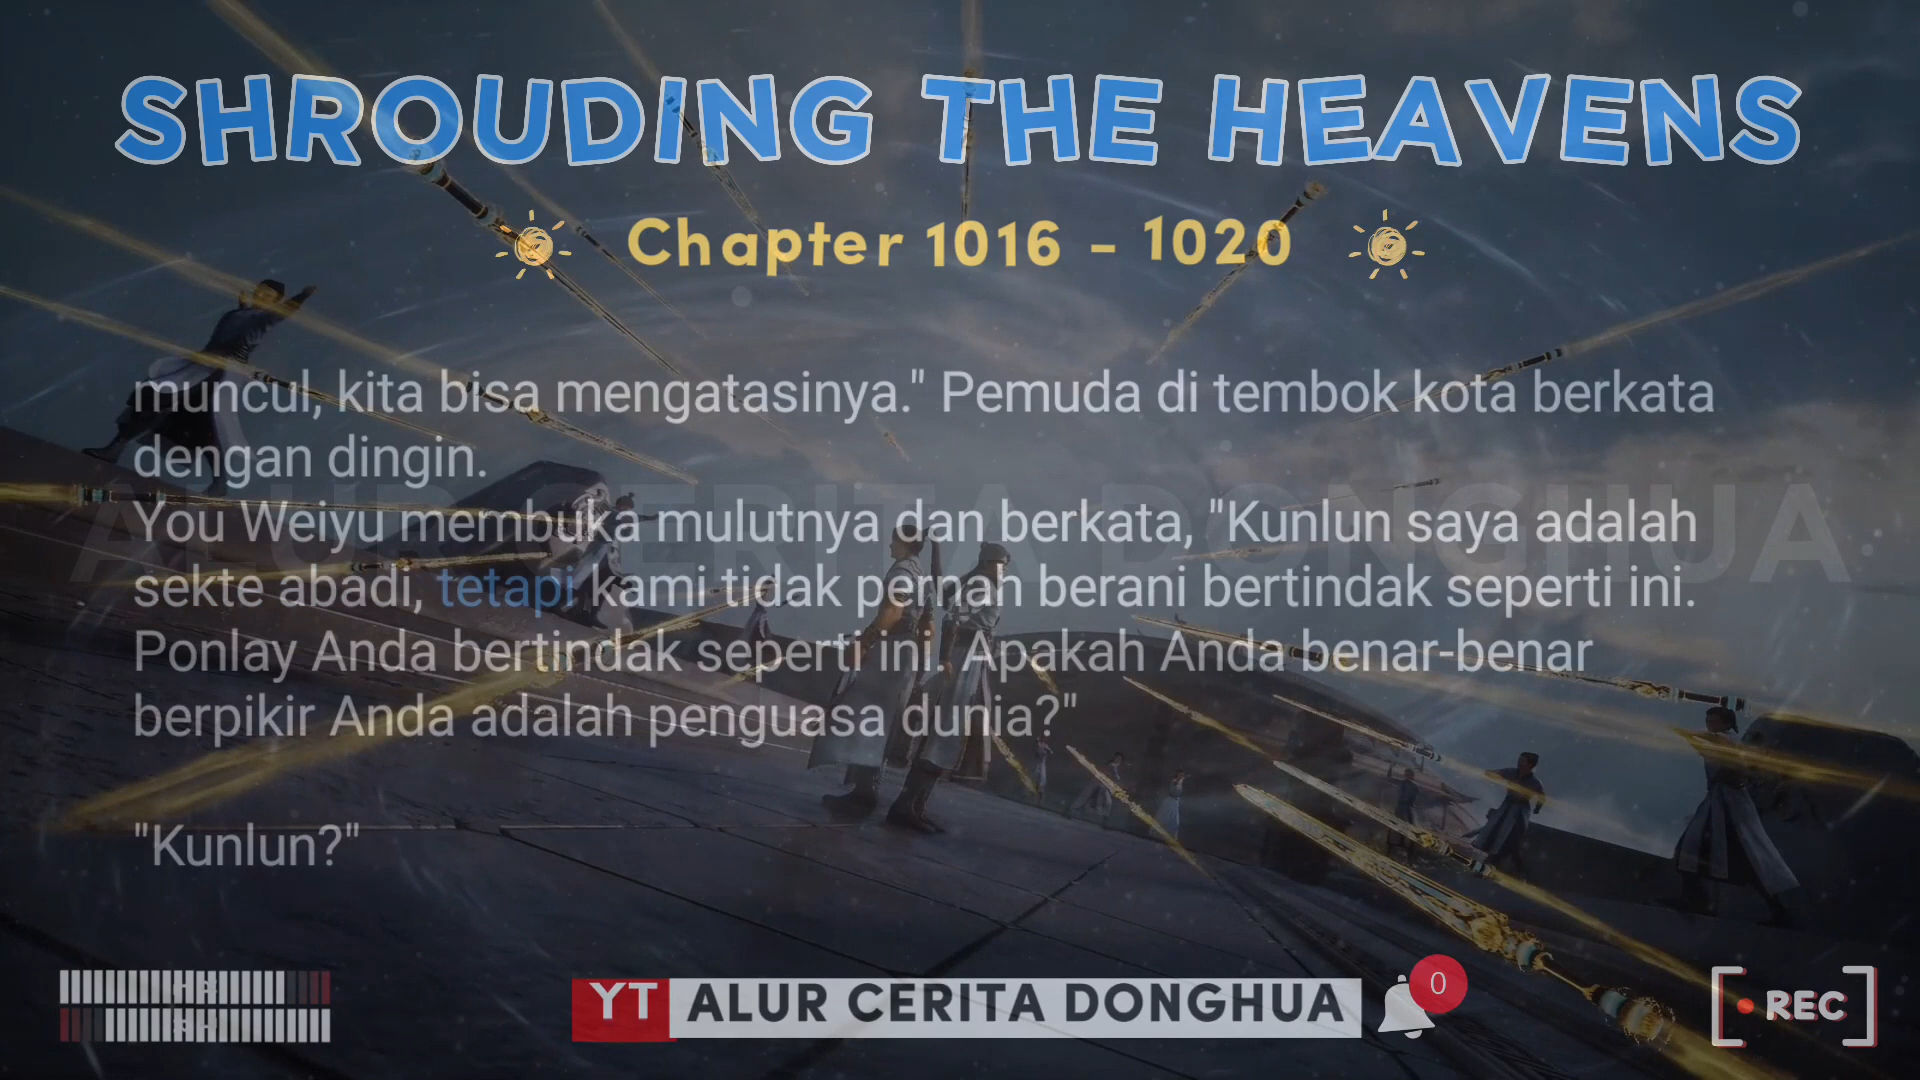 SHROUDING THE HEAVENS
Chapter 1016 - 1020
muncul, kita bisa mengatasinya." Pemuda di tembok kota berkata
dengan dingin.
ALUR CERITA DONGHUA
You Weiyu membuka mulutnya dan berkata, "Kunlun saya adalah
sekte abadi, tetapi kami tidak pernah berani bertindak seperti ini.
Ponlay Anda bertindak seperti ini. Apakah Anda benar-benar
berpikir Anda adalah penguasa dunia?"
"Kunlun?"
YT ALUR CERITA DONGHUA
0
REC